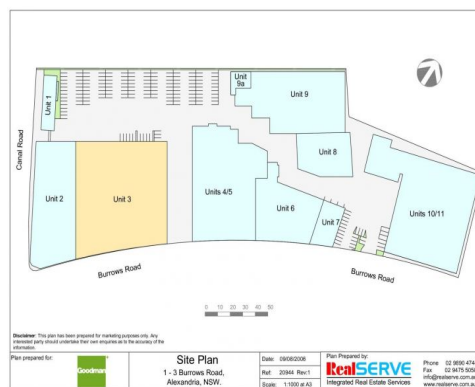 Unit 1
Unit 9a
Unit 9
Unit 8
Canal Road
Unit 2
Unit 3
Units 4/5
Unit 6
Unit 7
Units 10/11
Burrows Road
Burrows Road
0 10 20 30 40 50
Disclaimer: This plan has been prepared for marketing purposes only. Any
interested party should undertake their own enquiries as to the accuracy of the
information.
Plan prepared for:
Goodman
Site Plan
1 - 3 Burrows Road,
Alexandria, NSW.
Date: 09/08/2006
Ref: 20944 Rev:1
Scale: 1:1000 at A3
Plan Prepared by:
RealSERVE
Integrated Real Estate Services
Phone 02 9690 474
Fax 02 9475 5055
info@realserve.com.a
www.realserve.com.a